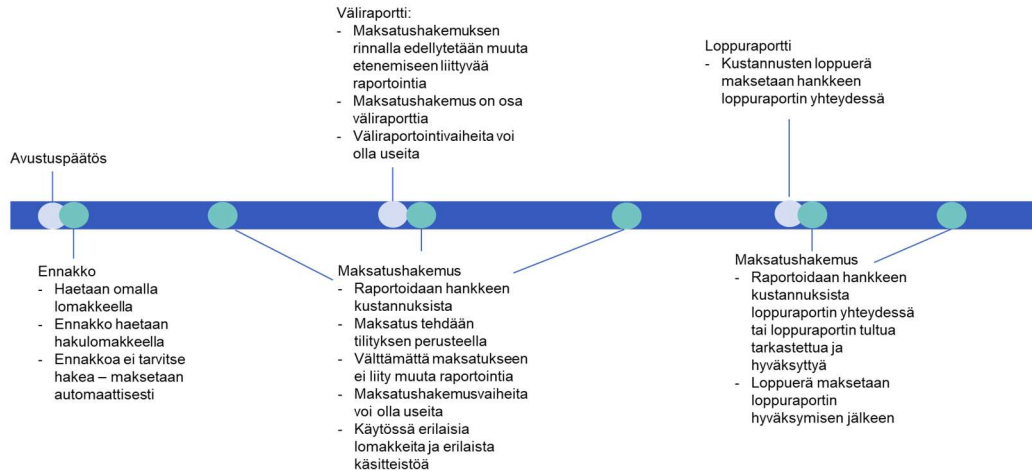 Väliraportti:
- Maksatushakemuksen
rinnalla edellytetään muuta
etenemiseen liittyvää
raportointia
- Maksatushakemus on osa
väliraporttia
- Väliraportointivaiheita voi
olla useita
Loppuraportti
- Kustannusten loppuerä
maksetaan hankkeen
loppuraportin yhteydessä
Avustuspäätös
Ennakko
- Haetaan omalla
lomakkeella
- Ennakko haetaan
hakulomakkeella
- Ennakkoa ei tarvitse
hakea – maksetaan
automaattisesti
Maksatushakemus
- Raportoidaan hankkeen
kustannuksista
- Maksatus tehdään
tilityksen perusteella
- Välttämättä maksatukseen
ei liity muuta raportointia
- Maksatushakemusvaiheita
voi olla useita
- Käytössä erilaisia
lomakkeita ja erilaista
käsitteistöä
Maksatushakemus
- Raportoidaan hankkeen
kustannuksista
loppuraportin yhteydessä
tai loppuraportin tultua
tarkastettua ja
hyväksyttyä
- Loppuerä maksetaan
loppuraportin
hyväksymisen jälkeen